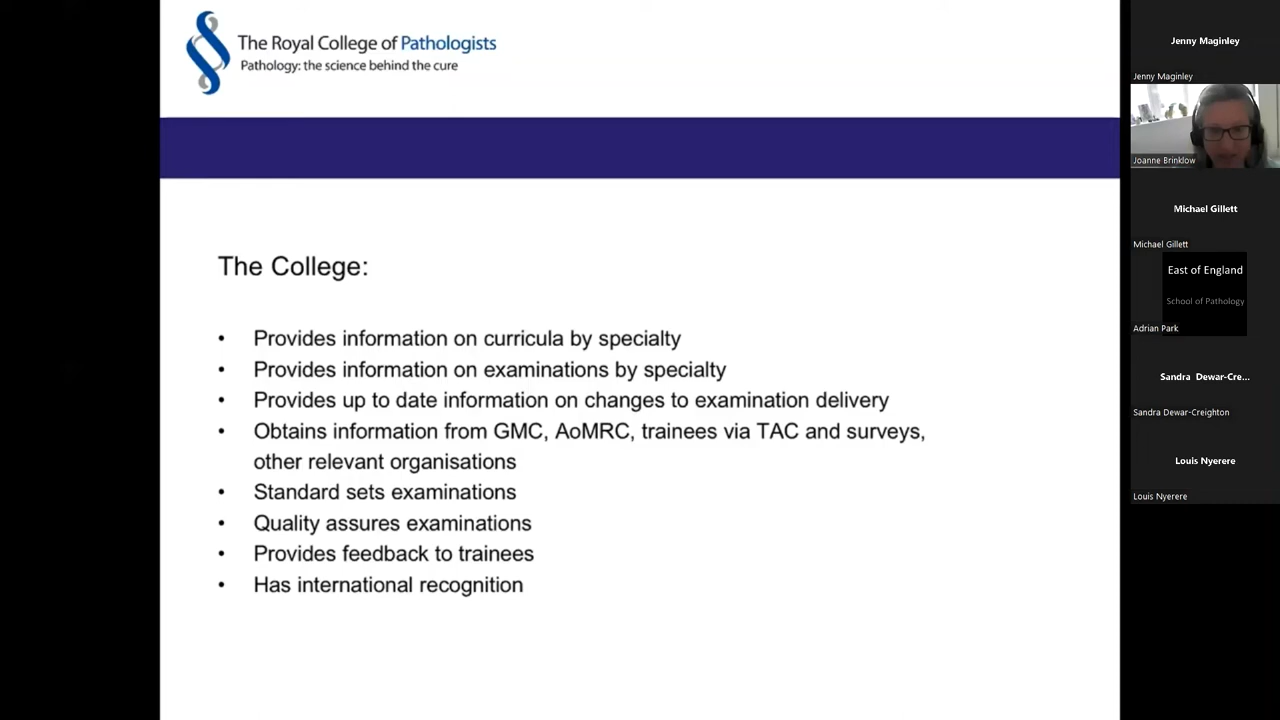 The Royal College of Pathologists
Pathology: the science behind the cure
The College:
• Provides information on curricula by specialty
• Provides information on examinations by specialty
• Provides up to date information on changes to examination delivery
• Obtains information from GMC, AoMRC, trainees via TAC and surveys,
other relevant organisations
• Standard sets examinations
• Quality assures examinations
• Provides feedback to trainees
• Has international recognition
Jenny Maginley
Jenny Maginley
Joanne Brinklow
Michael Gillett
Michael Gillett
East of England
School of Pathology
Adrian Park
Sandra Dewar-Cre...
Sandra Dewar-Creighton
Louis Nyerere
Louis Nyerere